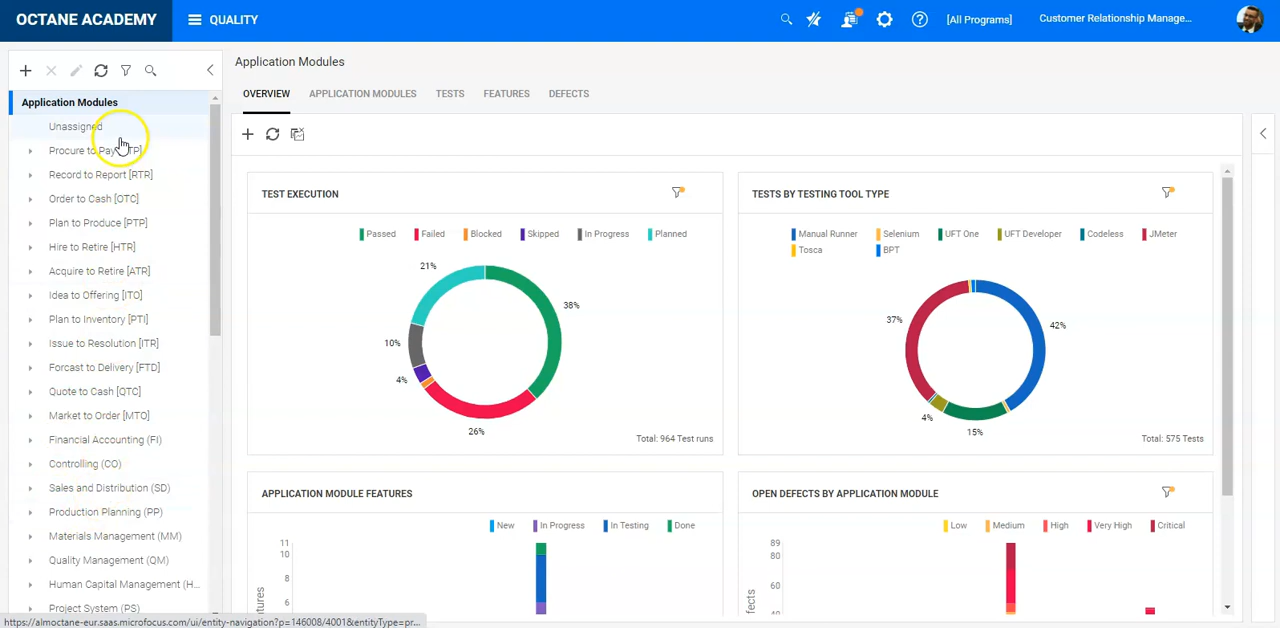 OCTANE ACADEMY
QUALITY
[All Programs]
Customer Relationship Manage...
Application Modules
Unassigned
Procure to Pay
Record to Report [RTR]
Order to Cash [OTC]
Plan to Produce [PTP]
Hire to Retire [HTR]
Acquire to Retire [ATR]
Idea to Offering [ITO]
Plan to Inventory [PTI]
Issue to Resolution [ITR]
Forcast to Delivery [FTD]
Quote to Cash [QTC]
Market to Order [MTO]
Financial Accounting (FI)
Controlling (CO)
Sales and Distribution (SD)
Production Planning (PP)
Materials Management (MM)
Quality Management (QM)
Human Capital Management (H...
Project System (PS)
Application Modules
OVERVIEW APPLICATION MODULES TESTS FEATURES DEFECTS
TEST EXECUTION
Passed Failed Blocked Skipped In Progress Planned
21%
38%
10%
4%
26%
Total: 964 Test runs
TESTS BY TESTING TOOL TYPE
Manual Runner Selenium UFT One UFT Developer Codeless JMeter
Tosca BPT
37%
42%
4%
15%
Total: 575 Tests
APPLICATION MODULE FEATURES
New In Progress In Testing Done
11
10
8
6
OPEN DEFECTS BY APPLICATION MODULE
Low Medium High Very High Critical
89
80
60
https://almoctane-eur.saas.microfocus.com/ui/entity-navigation?p=146008/4001&entityType=pr...